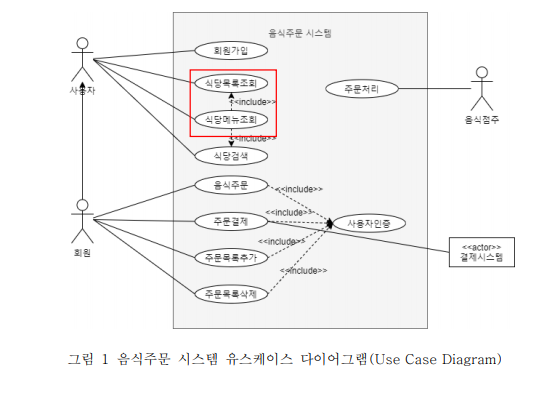 음식주문 시스템
회원가입
식당목록조회
<<include>>
식당메뉴조회
<<include>>
식당검색
사용자
주문처리
음식점주
음식주문
<<include>>
주문결제
<<include>>
사용자인증
<<include>>
주문목록추가
<<include>>
주문목록삭제
회원
<<actor>>
결제시스템
그림 1 음식주문 시스템 유스케이스 다이어그램(Use Case Diagram)